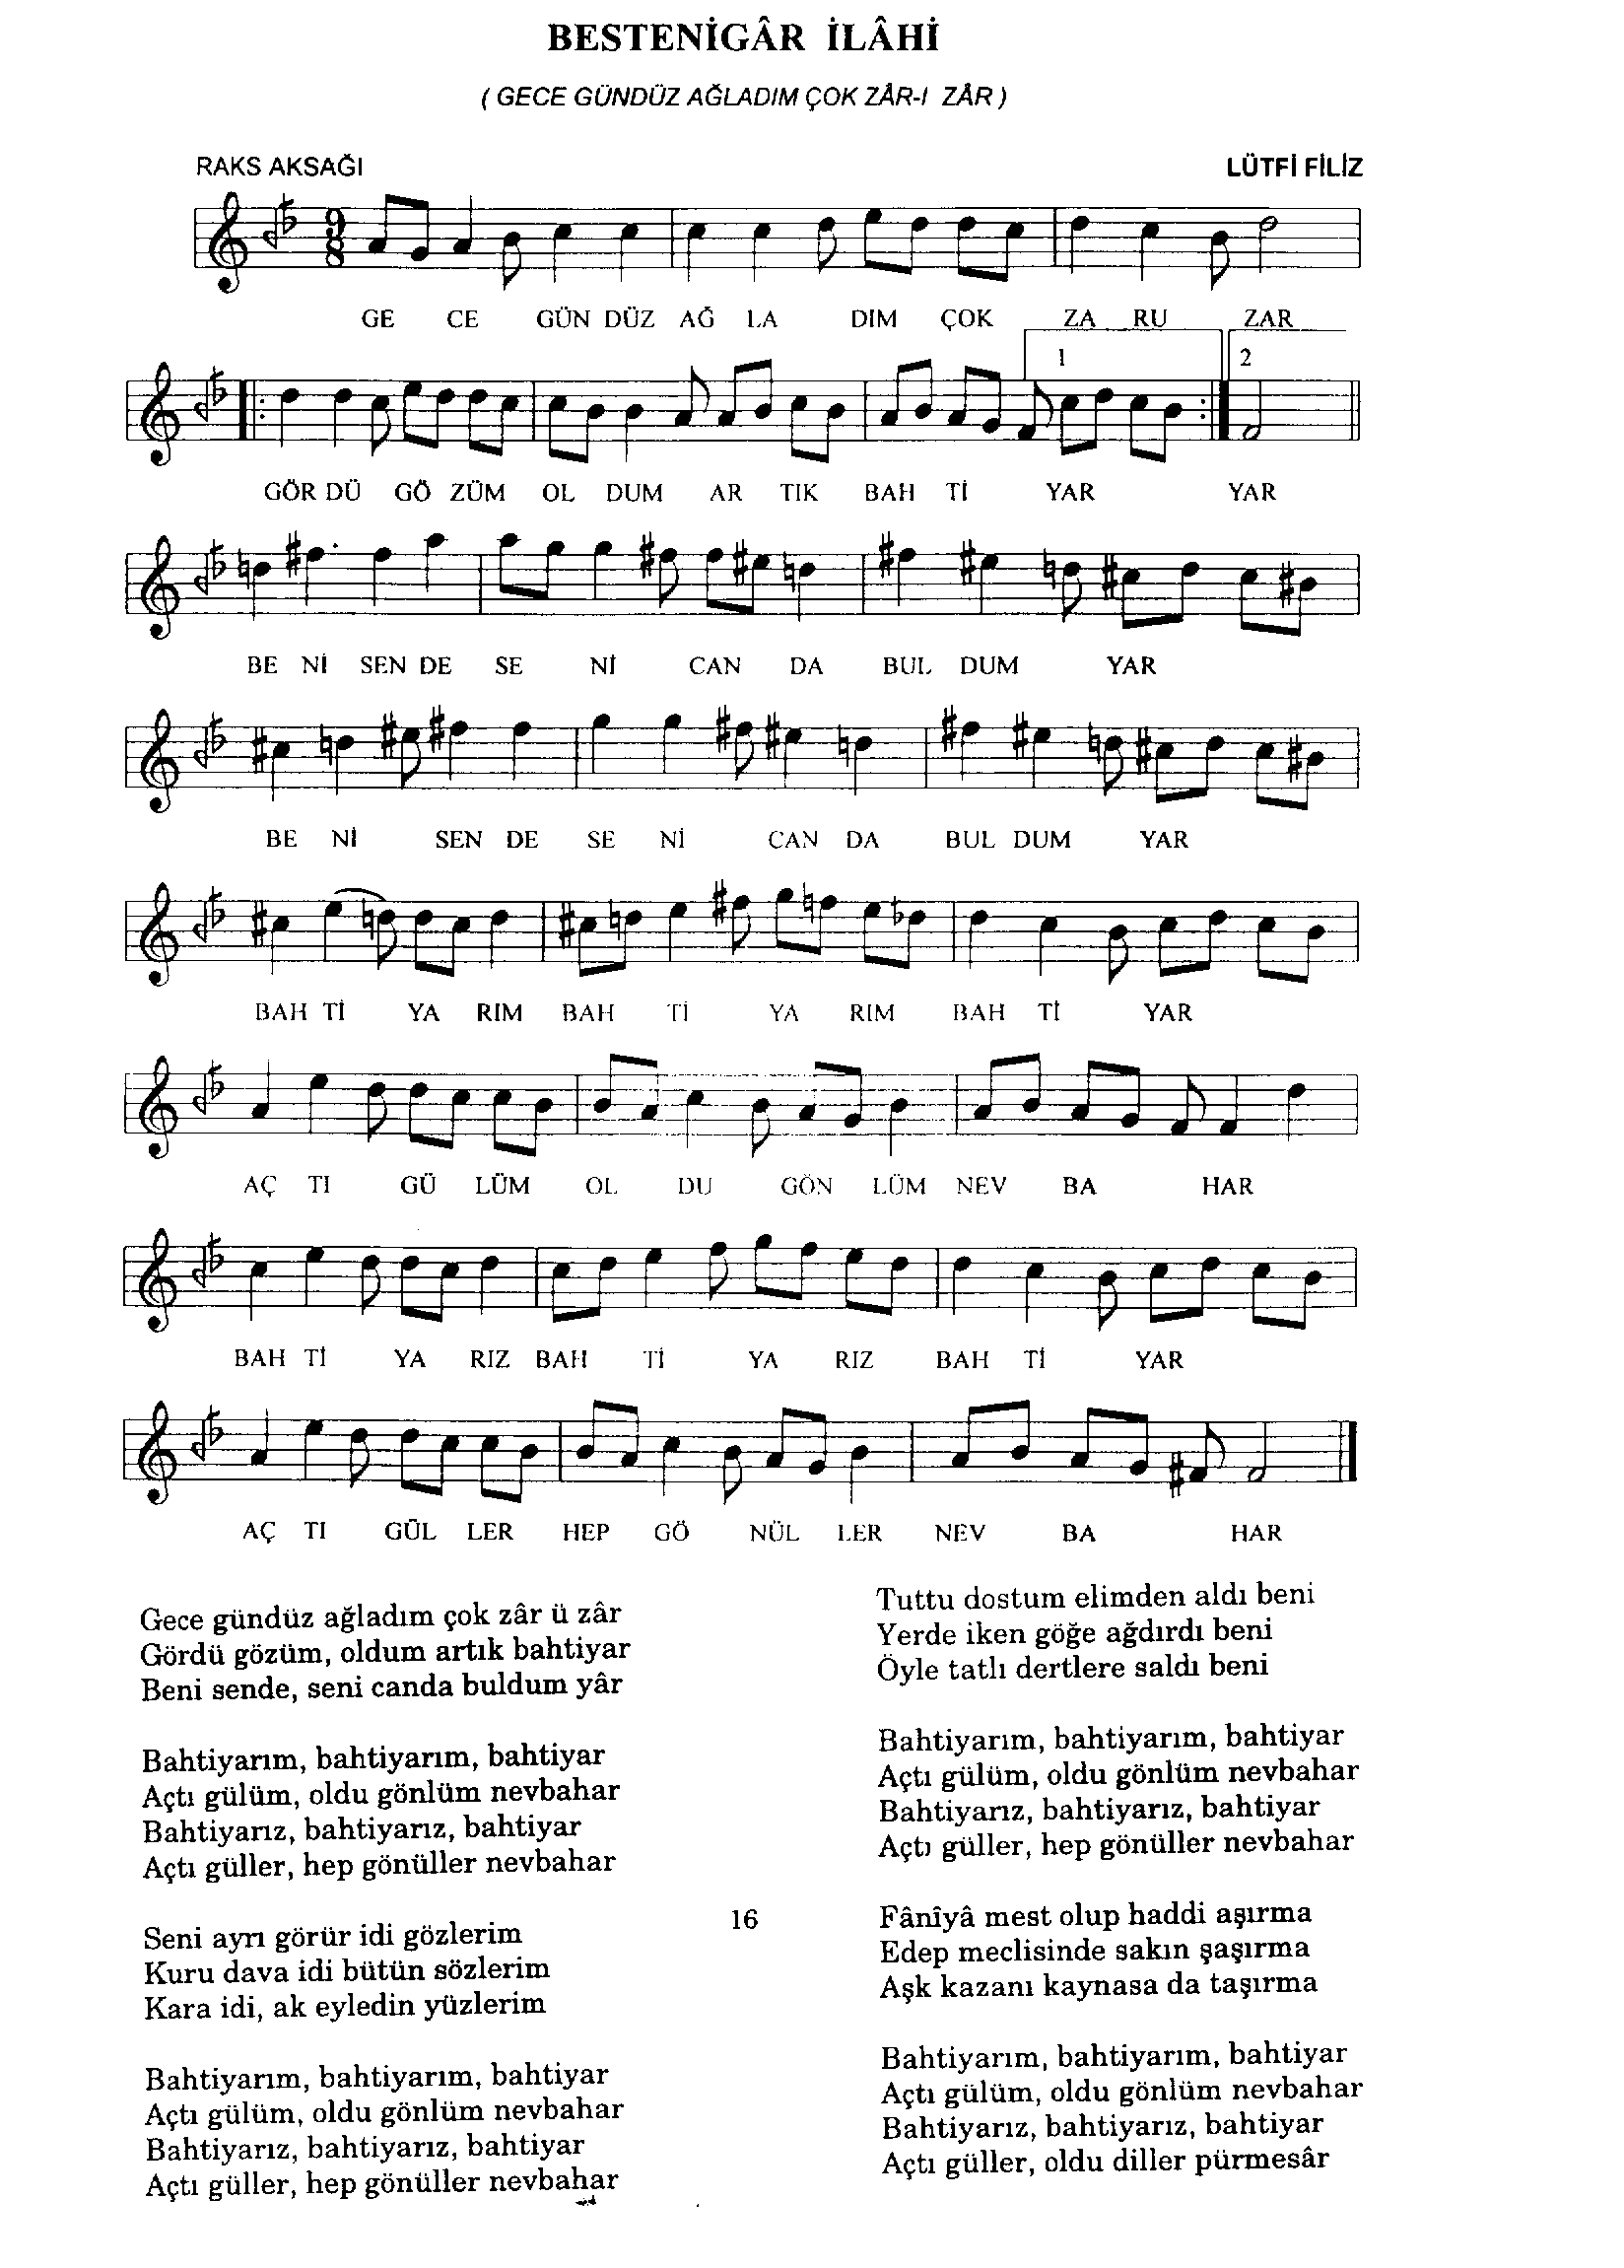 BESTENİGÂR İLÂHİ
( GECE GÜNDÜZ AĞLADIM ÇOK ZÂR-I ZÂR )
RAKS AKSAĞI
LÜTFİ FİLİZ
9
8
GE CE GÜN DÜZ AĞ LA DIM ÇOK ZA RU ZAR
1 2
GÖR DÜ GÖ ZÜM OL DUM AR TIK BAH Tİ YAR YAR
BE Nİ SEN DE SE Nİ CAN DA BUL DUM YAR
BE Nİ SEN DE SE Nİ CAN DA BUL DUM YAR
BAH Tİ YA RIM BAH Tİ YA RIM BAH Tİ YAR
AÇ TI GÜ LÜM OL DU GÖN LÜM NEV BA HAR
BAH Tİ YA RIZ BAH Tİ YA RIZ BAH Tİ YAR
AÇ TI GÜL LER HEP GÖ NÜL LER NEV BA HAR
Gece gündüz ağladım çok zâr ü zâr
Gördü gözüm, oldum artık bahtiyar
Beni sende, seni canda buldum yâr
Bahtiyarım, bahtiyarım, bahtiyar
Açtı gülüm, oldu gönlüm nevbahar
Bahtiyarız, bahtiyarız, bahtiyar
Açtı güller, hep gönüller nevbahar
Seni ayrı görür idi gözlerim
Kuru dava idi bütün sözlerim
Kara idi, ak eyledin yüzlerim
Bahtiyarım, bahtiyarım, bahtiyar
Açtı gülüm, oldu gönlüm nevbahar
Bahtiyarız, bahtiyarız, bahtiyar
Açtı güller, hep gönüller nevbahar
16
Tuttu dostum elimden aldı beni
Yerde iken göğe ağdırdı beni
Öyle tatlı dertlere saldı beni
Bahtiyarım, bahtiyarım, bahtiyar
Açtı gülüm, oldu gönlüm nevbahar
Bahtiyarız, bahtiyarız, bahtiyar
Açtı güller, hep gönüller nevbahar
Fânîyâ mest olup haddi aşırma
Edep meclisinde sakın şaşırma
Aşk kazanı kaynasa da taşırma
Bahtiyarım, bahtiyarım, bahtiyar
Açtı gülüm, oldu gönlüm nevbahar
Bahtiyarız, bahtiyarız, bahtiyar
Açtı güller, oldu diller pürmesâr